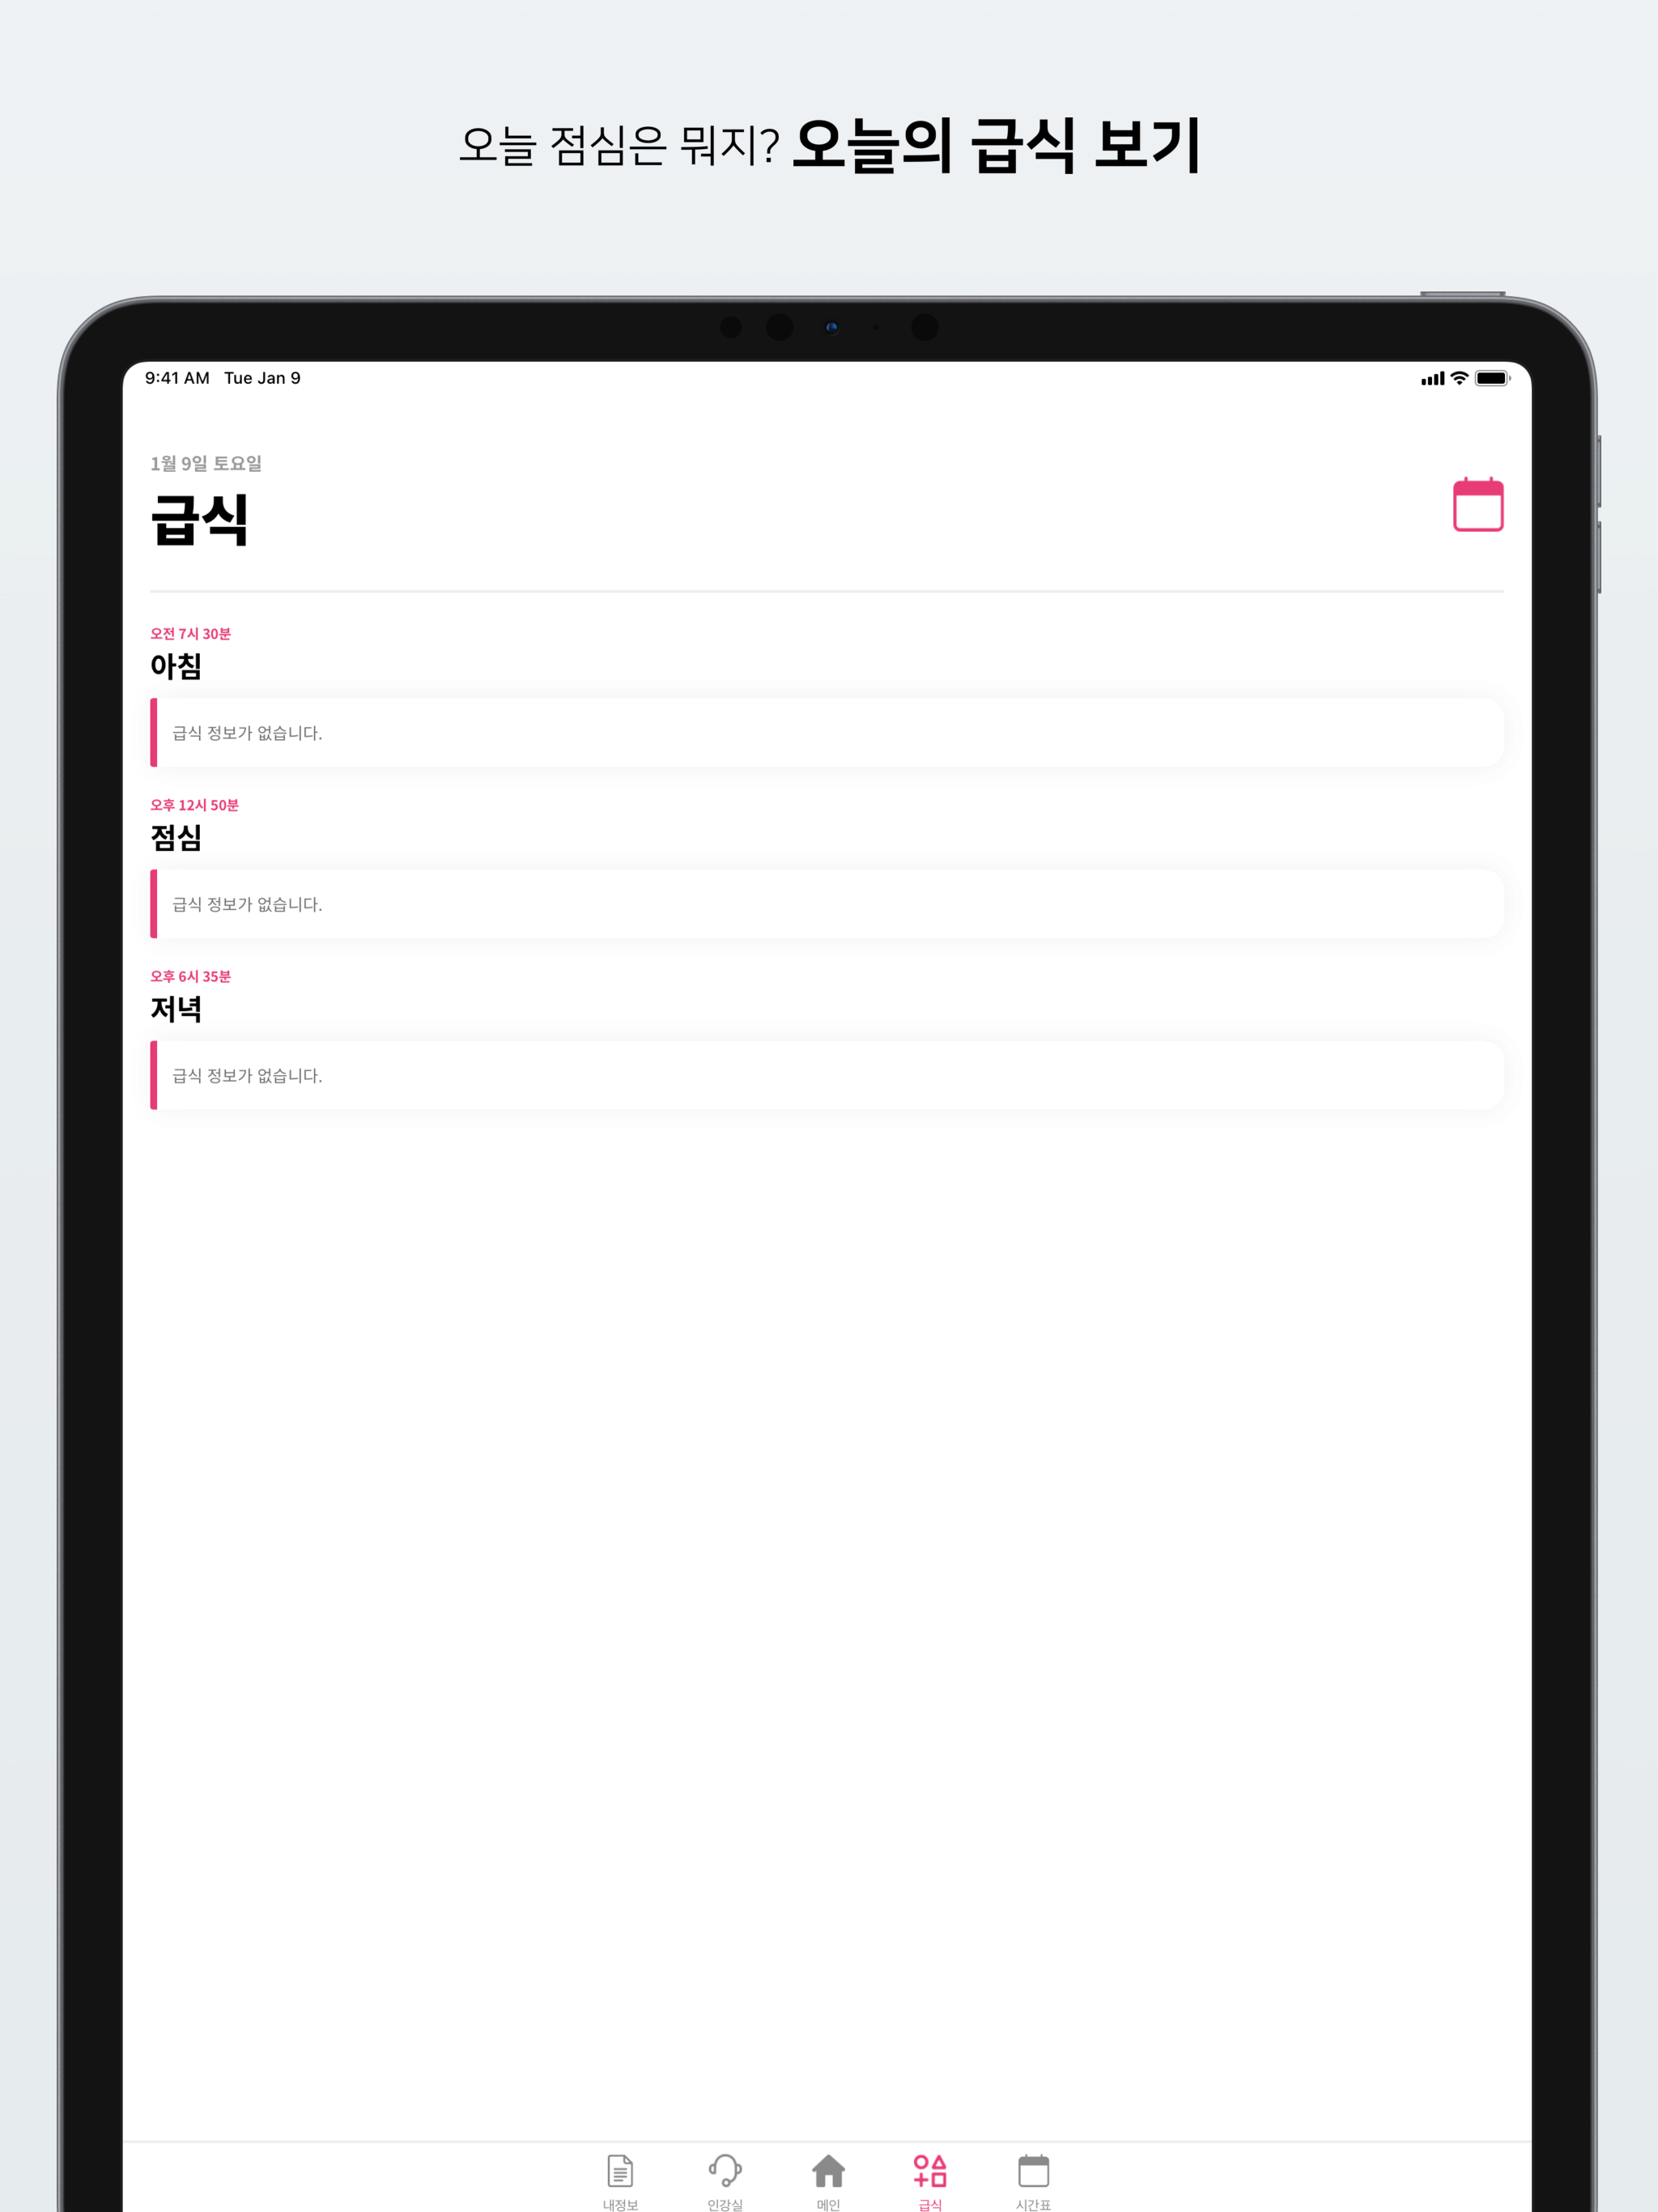 오늘 점심은 뭐지? 오늘의 급식 보기
9:41 AM Tue Jan 9
1월 9일 토요일
급식
오전 7시 30분
아침
급식 정보가 없습니다.
오후 12시 50분
점심
급식 정보가 없습니다.
오후 6시 35분
저녁
급식 정보가 없습니다.
내정보 인강실 메인 급식 시간표